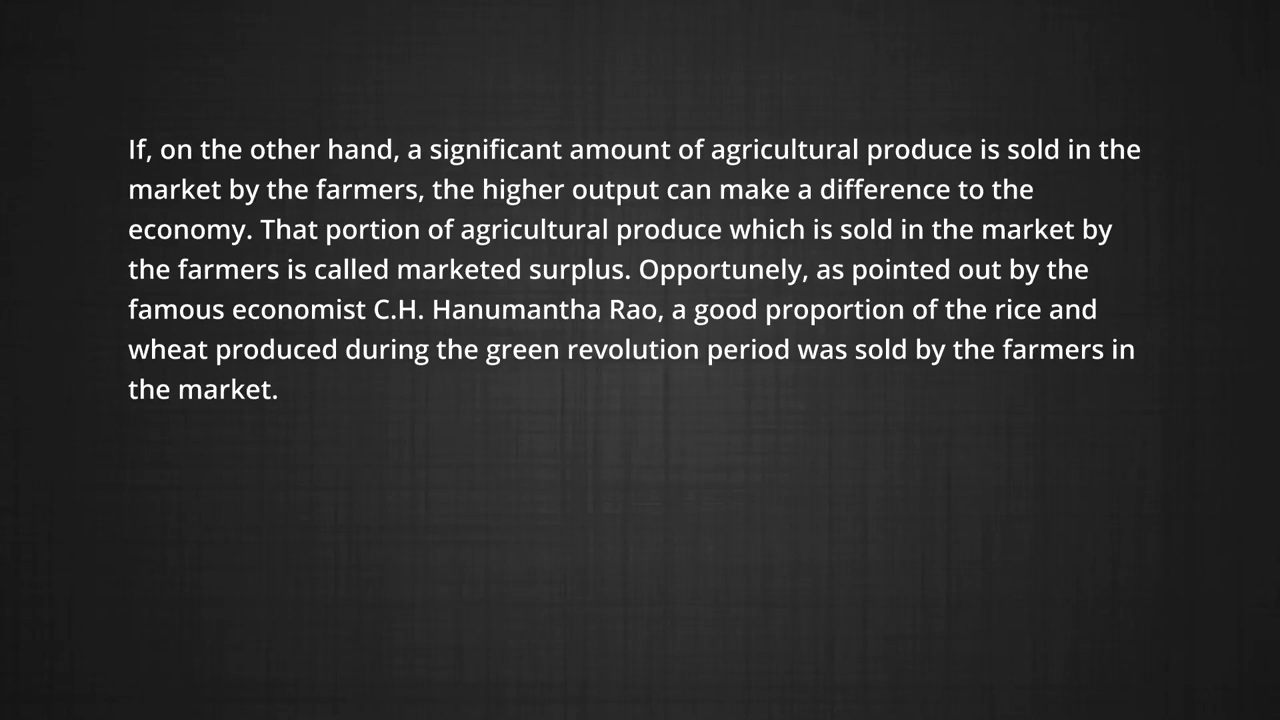 If, on the other hand, a significant amount of agricultural produce is sold in the
market by the farmers, the higher output can make a difference to the
economy. That portion of agricultural produce which is sold in the market by
the farmers is called marketed surplus. Opportunely, as pointed out by the
famous economist C.H. Hanumantha Rao, a good proportion of the rice and
wheat produced during the green revolution period was sold by the farmers in
the market.